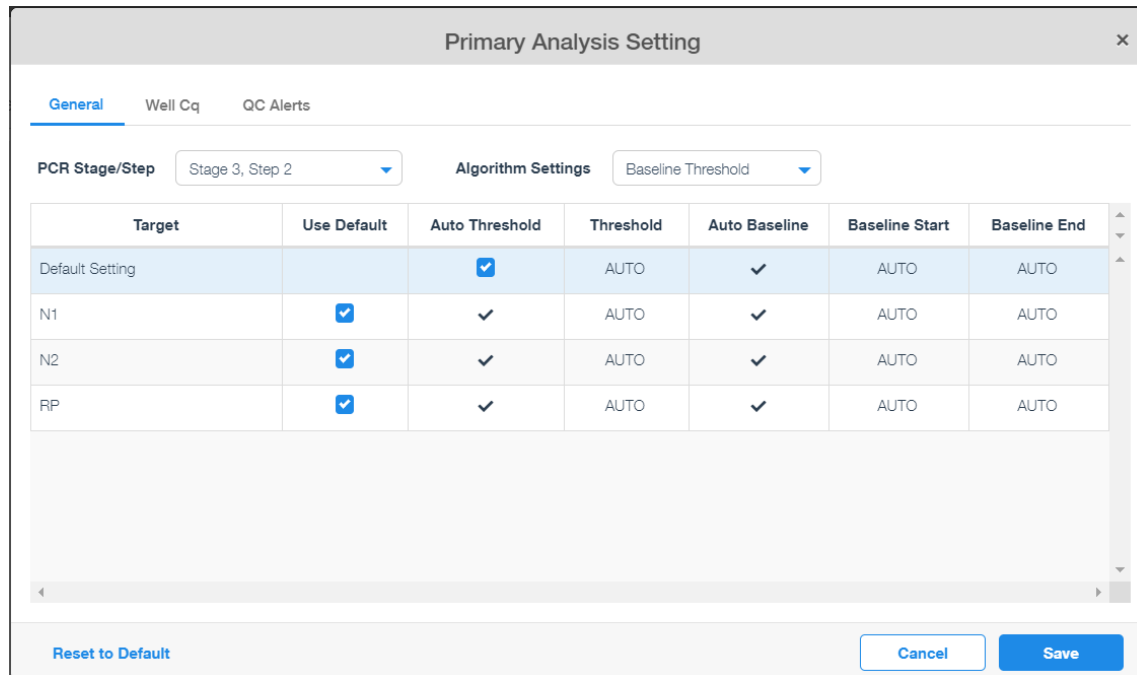 Primary Analysis Setting ×
General Well Cq QC Alerts
PCR Stage/Step Stage 3, Step 2 Algorithm Settings Baseline Threshold
Target Use Default Auto Threshold Threshold Auto Baseline Baseline Start Baseline End
Default Setting AUTO AUTO AUTO
N1 AUTO AUTO AUTO
N2 AUTO AUTO AUTO
RP AUTO AUTO AUTO
Reset to Default Cancel Save